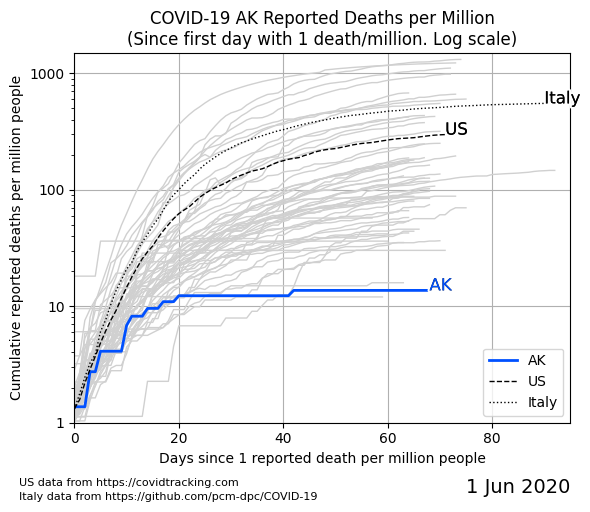 COVID-19 AK Reported Deaths per Million
(Since first day with 1 death/million. Log scale)
Cumulative reported deaths per million people
1000
100
10
1
Italy
US
AK
AK
US
Italy
0
20
40
60
80
Days since 1 reported death per million people
US data from https://covidtracking.com
Italy data from https://github.com/pcm-dpc/COVID-19
1 Jun 2020